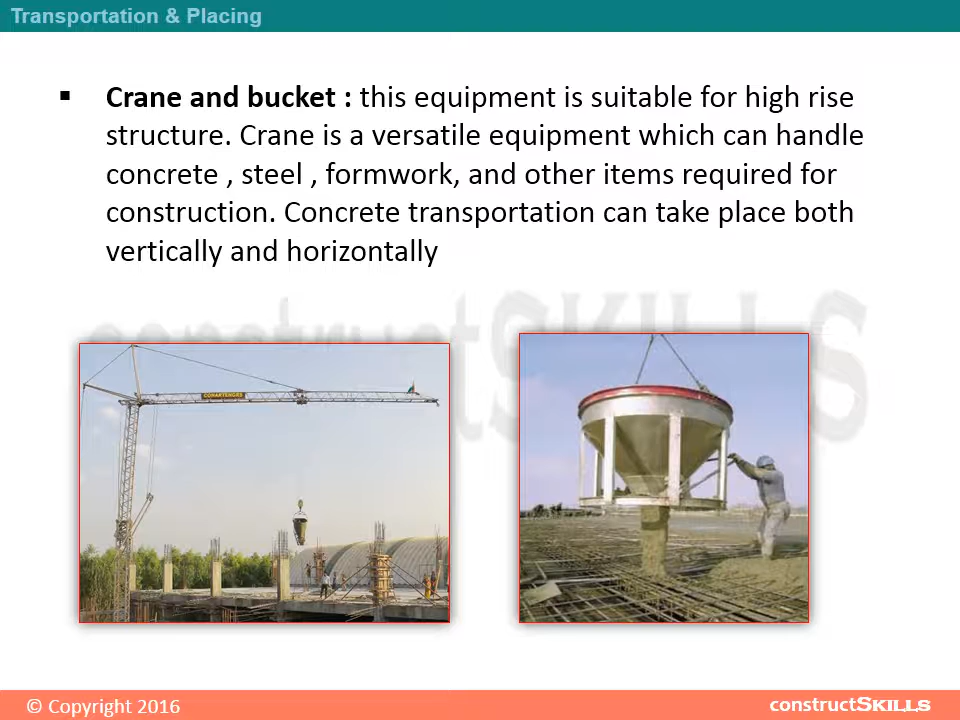 Transportation & Placing
▪ Crane and bucket : this equipment is suitable for high rise
structure. Crane is a versatile equipment which can handle
concrete , steel , formwork, and other items required for
construction. Concrete transportation can take place both
vertically and horizontally
constructSKILLS
© Copyright 2016
constructSKILLS